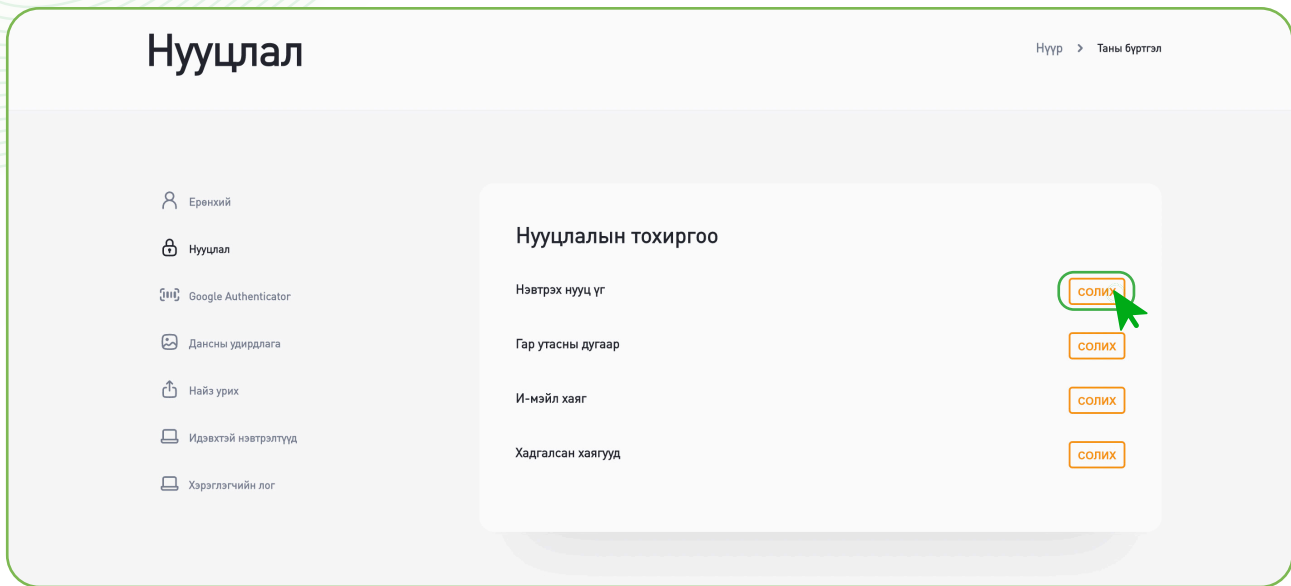 Нууцлал
Нүүр > Таны бүртгэл
Ерөнхий
Нууцлал
Google Authenticator
Дансны удирдлага
Найз урих
Идэвхтэй нэвтрэлтүүд
Хэрэглэгчийн лог
Нууцлалын тохиргоо
Нэвтрэх нууц үг
СОЛИХ
Гар утасны дугаар
СОЛИХ
И-мэйл хаяг
СОЛИХ
Хадгалсан хаягууд
СОЛИХ